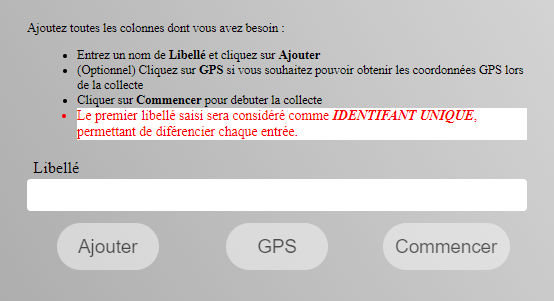 Ajoutez toutes les colonnes dont vous avez besoin :
• Entrez un nom de Libellé et cliquez sur Ajouter
• (Optionnel) Cliquez sur GPS si vous souhaitez pouvoir obtenir les coordonnées GPS lors
de la collecte
• Cliquer sur Commencer pour debuter la collecte
• Le premier libellé saisi sera considéré comme IDENTIFANT UNIQUE,
permettant de diférencier chaque entrée.
Libellé
Ajouter GPS Commencer